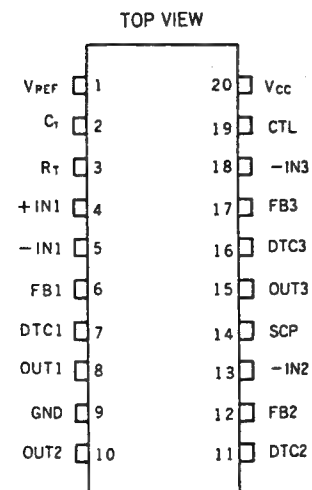 TOP VIEW
VREF 1 20 VCC
CT 2 19 CTL
RT 3 18 −IN3
+IN1 4 17 FB3
−IN1 5 16 DTC3
FB1 6 15 OUT3
DTC1 7 14 SCP
OUT1 8 13 −IN2
GND 9 12 FB2
OUT2 10 11 DTC2